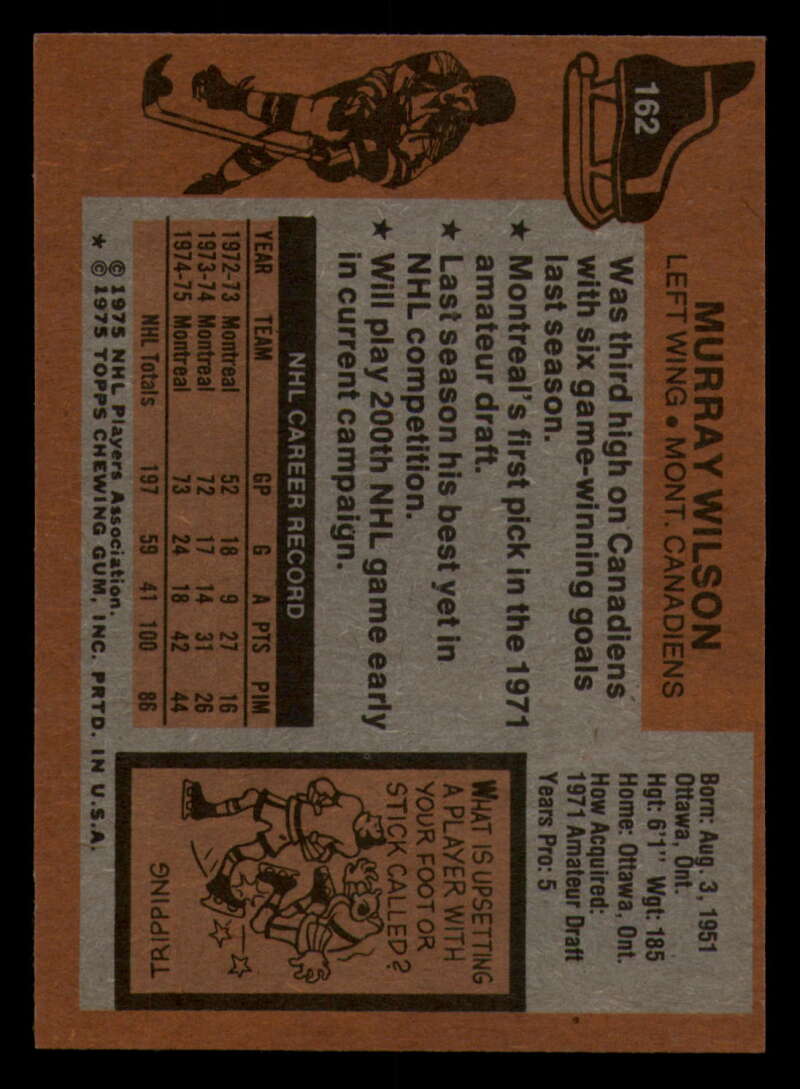 162
MURRAY WILSON
LEFT WING • MONT. CANADIENS
Born: Aug. 3, 1951
Ottawa, Ont.
Hgt: 6'1" Wgt: 185
Home: Ottawa, Ont.
How Acquired:
1971 Amateur Draft
Years Pro: 5
Was third high on Canadiens
with six game-winning goals
last season.
★ Montreal's first pick in the 1971
amateur draft.
★ Last season his best yet in
NHL competition.
★ Will play 200th NHL game early
in current campaign.
NHL CAREER RECORD
YEAR TEAM GP G A PTS PIM
1972-73 Montreal 52 18 9 27 16
1973-74 Montreal 72 17 14 31 26
1974-75 Montreal 73 24 18 42 44
NHL Totals 197 59 41 100 86
WHAT IS UPSETTING
A PLAYER WITH
YOUR FOOT OR
STICK CALLED?
TRIPPING
© 1975 NHL Players Association.
★ © 1975 TOPPS CHEWING GUM, INC. PRTD. IN U.S.A.